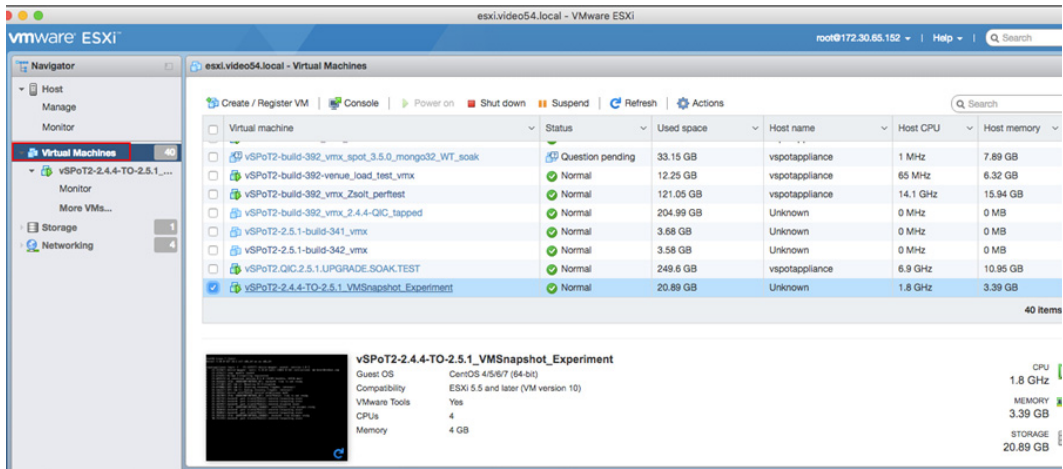 esxi.video54.local - VMware ESXi
vmware ESXi™
root@172.30.65.152
Help
Search
Navigator
esxi.video54.local - Virtual Machines
Host
Manage
Monitor
Virtual Machines 40
vSPoT2-2.4.4-TO-2.5.1_...
Monitor
More VMs...
Storage 1
Networking 4
Create / Register VM
Console
Power on
Shut down
Suspend
Refresh
Actions
Search
Virtual machine Status Used space Host name Host CPU Host memory
vSPoT2-build-392_vmx_spot_3.5.0_mongo32_WT_soak Question pending 33.15 GB vspotappliance 1 MHz 7.89 GB
vSPoT2-build-392-venue_load_test_vmx Normal 12.25 GB vspotappliance 65 MHz 6.32 GB
vSPoT2-build-392_vmx_Zsolt_perftest Normal 121.05 GB vspotappliance 14.1 GHz 15.94 GB
vSPoT2-build-392_vmx_2.4.4-QIC_tapped Normal 204.99 GB Unknown 0 MHz 0 MB
vSPoT2-2.5.1-build-341_vmx Normal 3.68 GB Unknown 0 MHz 0 MB
vSPoT2-2.5.1-build-342_vmx Normal 3.58 GB Unknown 0 MHz 0 MB
vSPoT2.QIC.2.5.1.UPGRADE.SOAK.TEST Normal 249.6 GB vspotappliance 6.9 GHz 10.95 GB
vSPoT2-2.4.4-TO-2.5.1_VMSnapshot_Experiment Normal 20.89 GB Unknown 1.8 GHz 3.39 GB
40 items
vSPoT2-2.4.4-TO-2.5.1_VMSnapshot_Experiment
Guest OS CentOS 4/5/6/7 (64-bit)
Compatibility ESXi 5.5 and later (VM version 10)
VMware Tools Yes
CPUs 4
Memory 4 GB
CPU
1.8 GHz
MEMORY
3.39 GB
STORAGE
20.89 GB